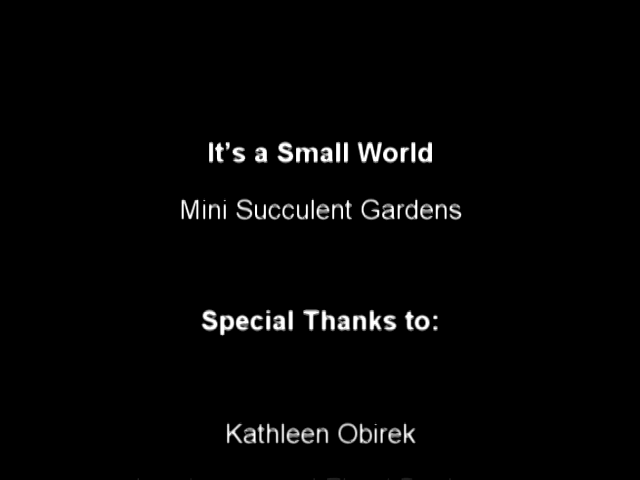 It's a Small World
Mini Succulent Gardens
Special Thanks to:
Kathleen Obirek